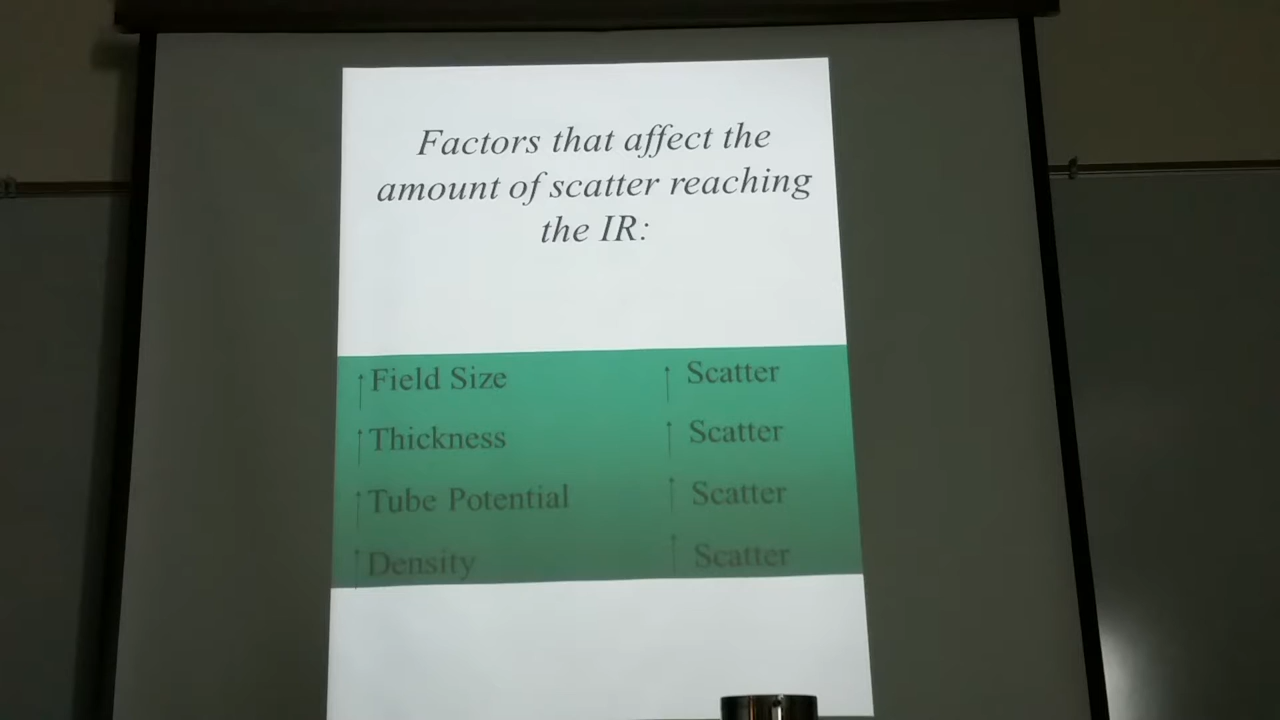 Factors that affect the
amount of scatter reaching
the IR:
↑Field Size ↑ Scatter
↑Thickness ↑ Scatter
↑Tube Potential ↑ Scatter
↑Density ↑ Scatter